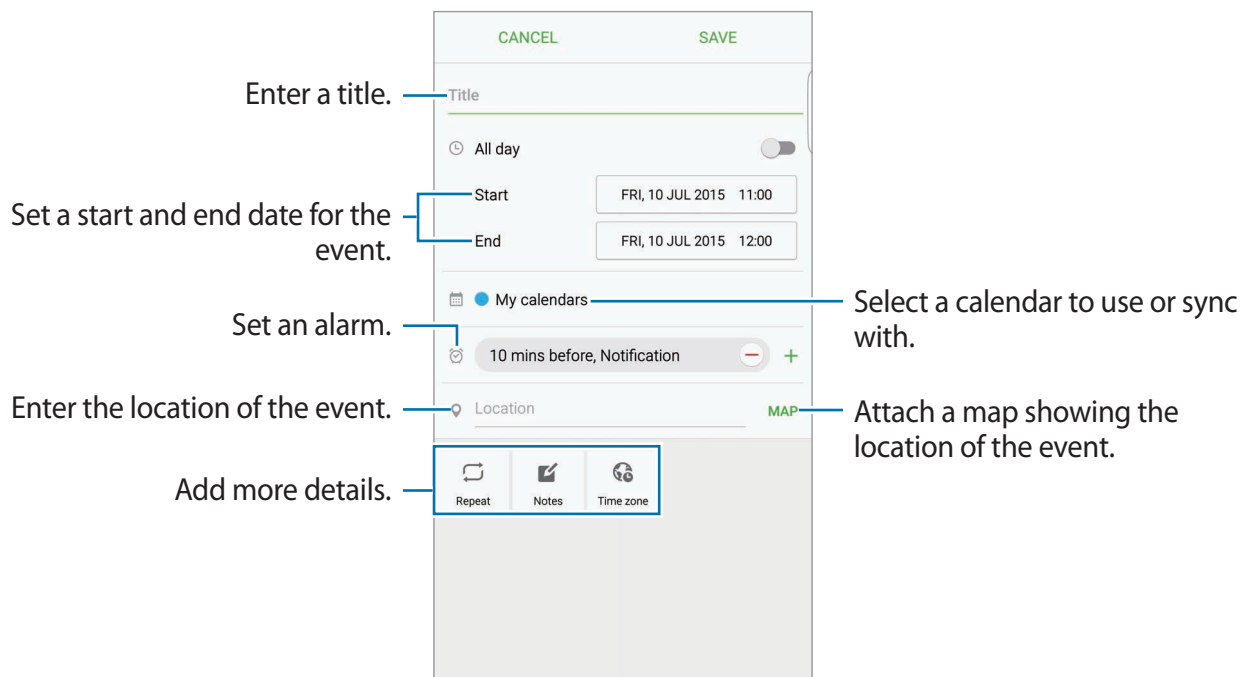 CANCEL SAVE
Enter a title.
Title
All day
Start FRI, 10 JUL 2015 11:00
Set a start and end date for the
event.
End FRI, 10 JUL 2015 12:00
My calendars
Select a calendar to use or sync
with.
Set an alarm.
10 mins before, Notification
Enter the location of the event.
Location MAP
Attach a map showing the
location of the event.
Add more details.
Repeat Notes Time zone